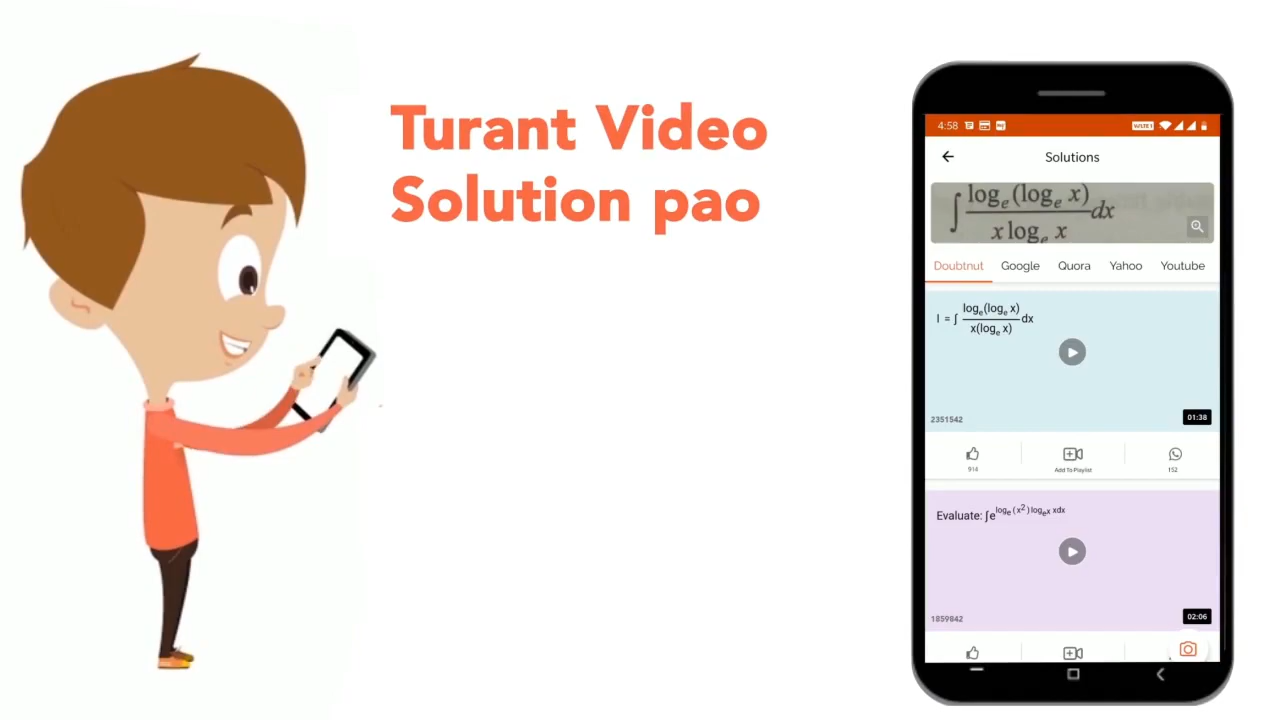 Turant Video
Solution pao
4:58
VoLTE1
Solutions
∫ logₑ(logₑ x) / x logₑ x dx
Doubtnut Google Quora Yahoo Youtube
I = ∫ logₑ(logₑ x) / x(logₑ x) dx
2351542 01:38
914 Add To Playlist 152
Evaluate: ∫e^logₑ(x²)logₑx xdx
1859842 02:06